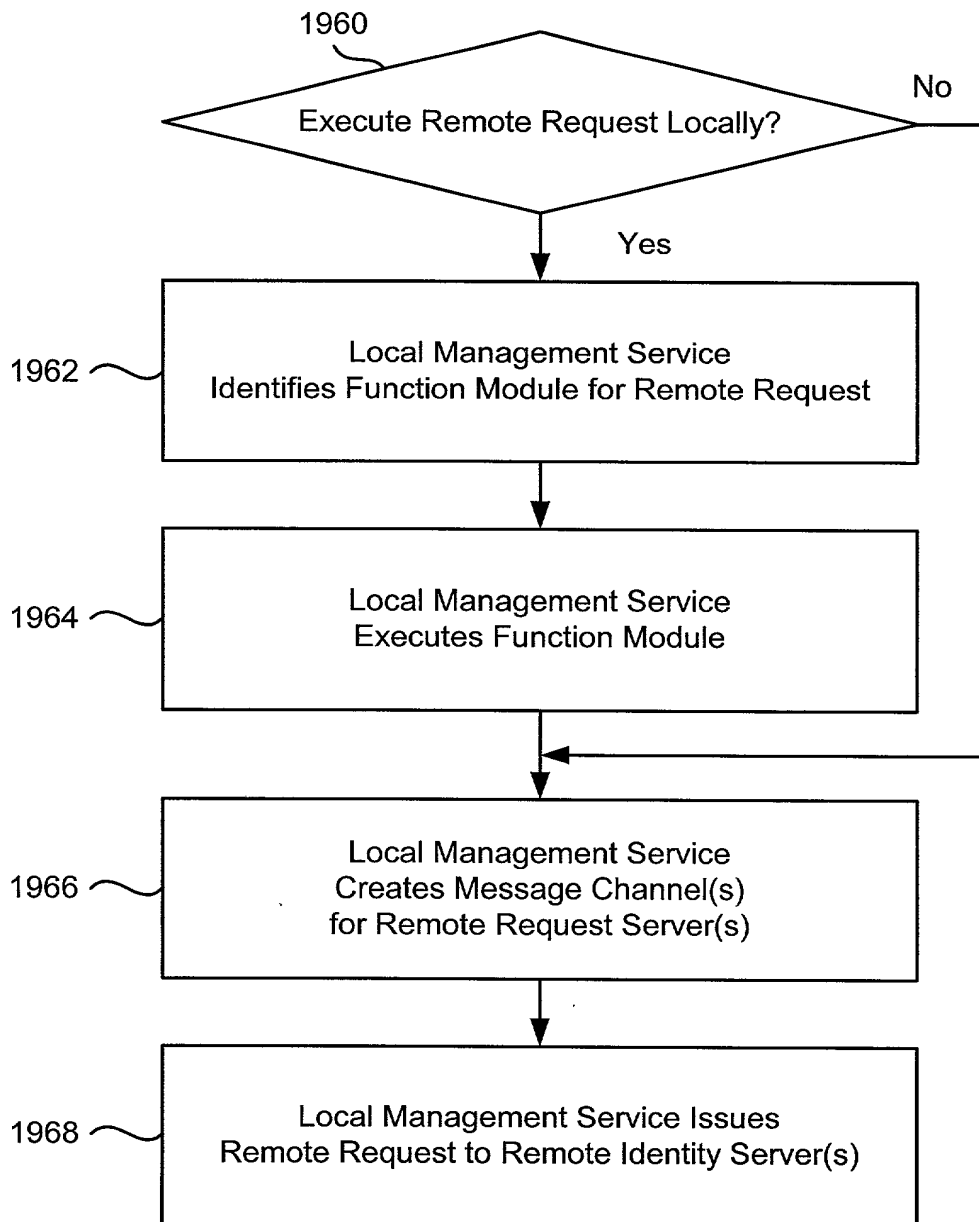 1960
No
Execute Remote Request Locally?
Yes
1962
Local Management Service
Identifies Function Module for Remote Request
1964
Local Management Service
Executes Function Module
1966
Local Management Service
Creates Message Channel(s)
for Remote Request Server(s)
1968
Local Management Service Issues
Remote Request to Remote Identity Server(s)